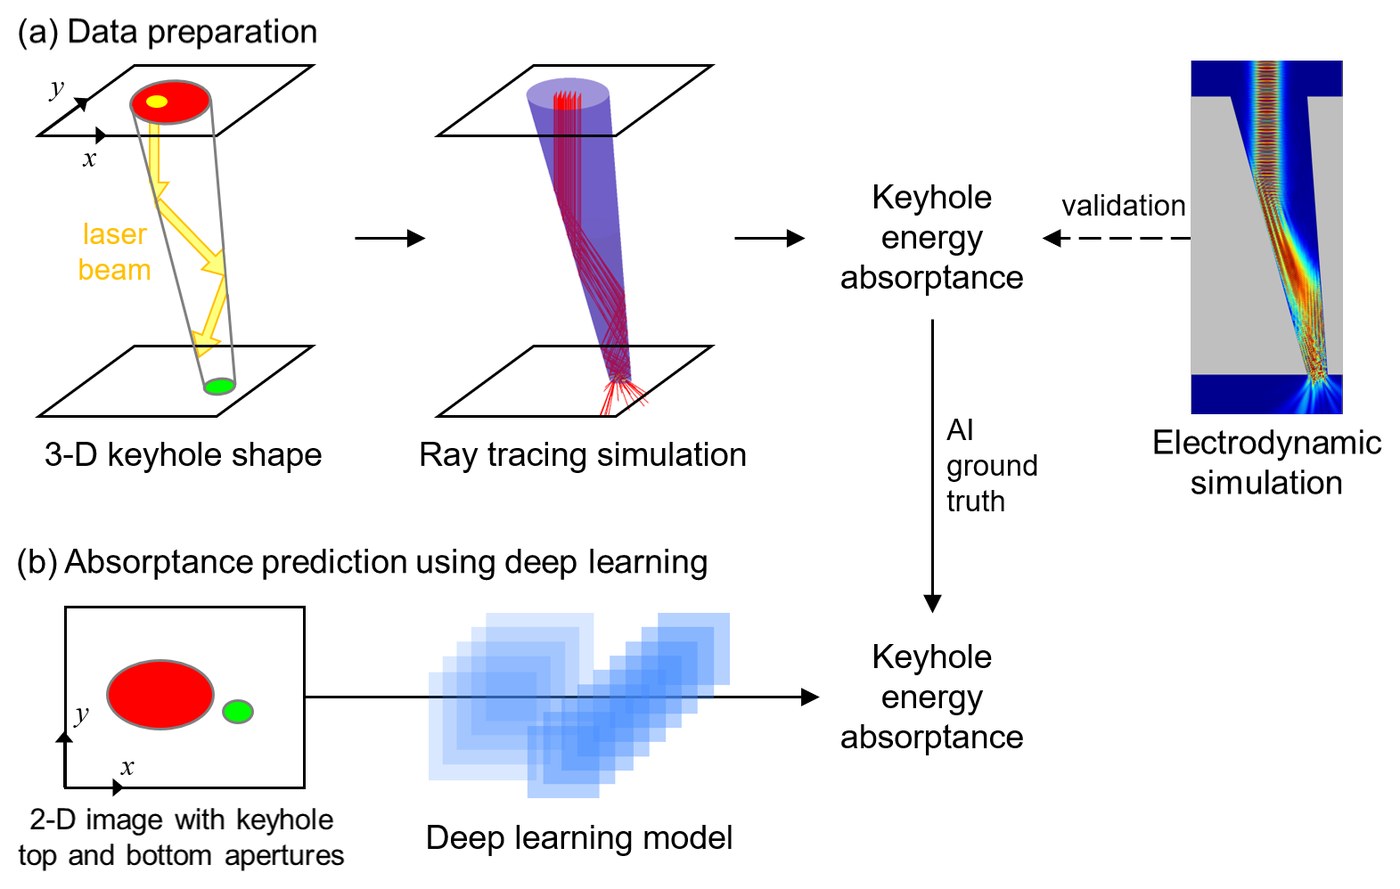 (a) Data preparation
y
x
laser
beam
3-D keyhole shape
Ray tracing simulation
Keyhole
energy
absorptance
validation
Electrodynamic
simulation
AI
ground
truth
(b) Absorptance prediction using deep learning
y
x
2-D image with keyhole
top and bottom apertures
Deep learning model
Keyhole
energy
absorptance